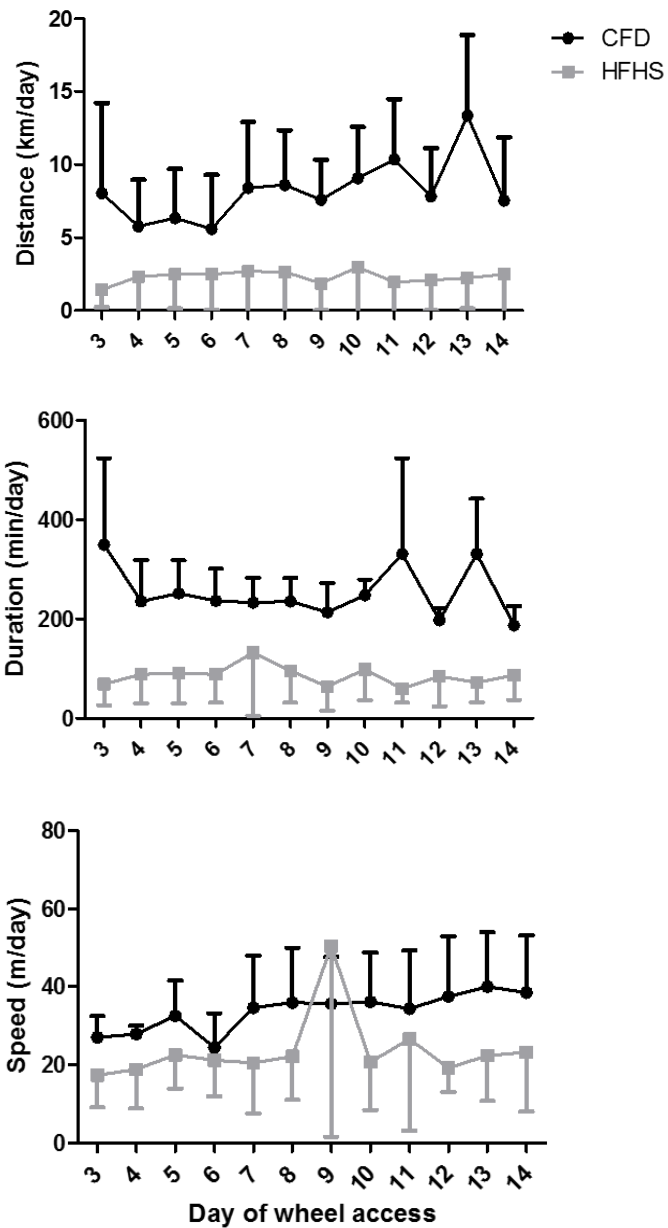 20
15
10
5
0
Distance (km/day)
CFD
HFHS
3 4 5 6 7 8 9 10 11 12 13 14
600
400
200
0
Duration (min/day)
3 4 5 6 7 8 9 10 11 12 13 14
80
60
40
20
0
Speed (m/day)
3 4 5 6 7 8 9 10 11 12 13 14
Day of wheel access